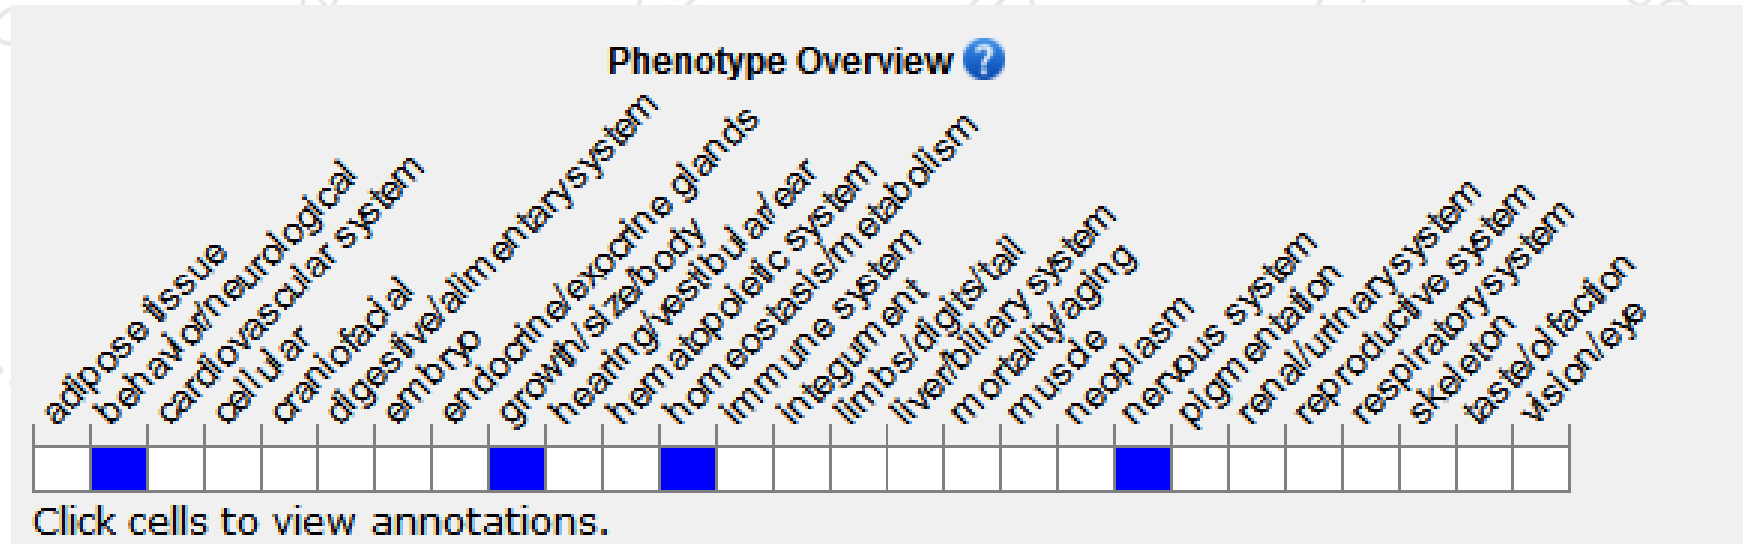 Phenotype Overview ?
adipose tissue
behavior/neurological
cardiovascular system
cellular
craniofacial
digestive/alimentary system
embryo
endocrine/exocrine glands
growth/size/body
hearing/vestibular/ear
hematopoietic system
homeostasis/metabolism
immune system
integument
limbs/digits/tail
liver/biliary system
mortality/aging
muscle
neoplasm
nervous system
pigmentation
renal/urinary system
reproductive system
respiratory system
skeleton
taste/olfaction
vision/eye
Click cells to view annotations.